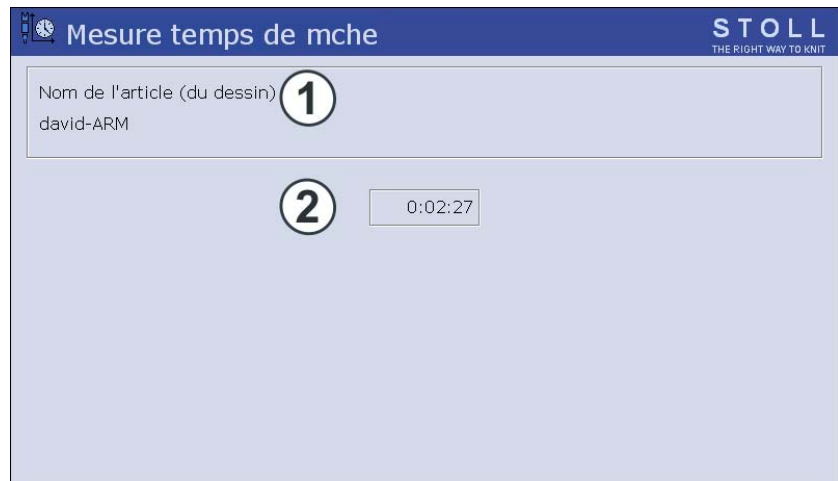 Mesure temps de mche
STOLL
THE RIGHT WAY TO KNIT
Nom de l'article (du dessin) 1
david-ARM
2 0:02:27